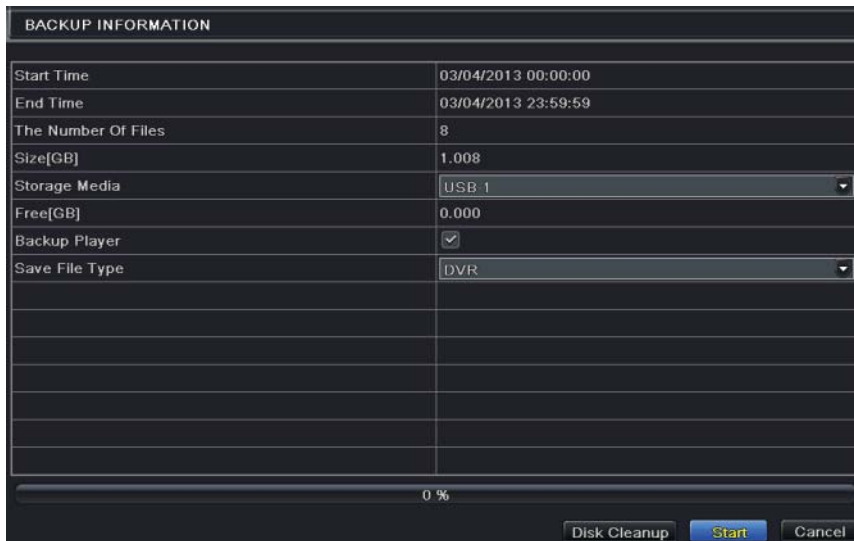 BACKUP INFORMATION
Start Time 03/04/2013 00:00:00
End Time 03/04/2013 23:59:59
The Number Of Files 8
Size[GB] 1.008
Storage Media USB-1
Free[GB] 0.000
Backup Player
Save File Type DVR
0 %
Disk Cleanup Start Cancel